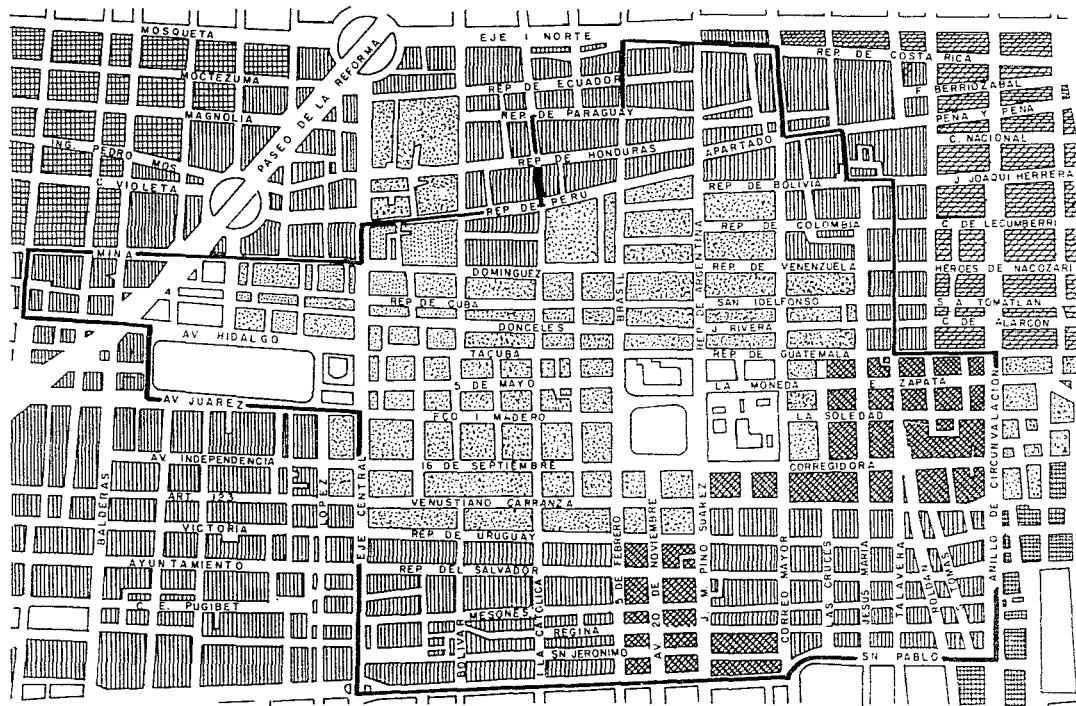 MOSQUETA
EJE 1 NORTE
REP DE COSTA RICA
MOCTEZUMA
PASEO DE LA REFORMA
REP DE ECUADOR
F BERRIOZABAL
MAGNOLIA
REP DE PARAGUAY
PEÑA Y PEÑA
C. NACIONAL
ING. PEDRO MOS
REP DE HONDURAS
APARTADO
C VIOLETA
REP DE BOLIVIA
J. JOAQUI HERRERA
REP DE PERU
REP DE COLOMBIA
C DE LECUMBERRI
MINA
DOMINGUEZ
REP DE VENENZUELA
HEROES DE NACOZARI
REP DE CUBA
BRASIL
REP DE ARGENTINA
SAN IDELFONSO
S. A TOMATLAN
AV HIDALGO
DONCELES
J RIVERA
C DE ALARCON
TACUBA
REP DE GUATEMALA
5 DE MAYO
LA MONEDA
E. ZAPATA
AV JUAREZ
FCO I MADERO
LA SOLEDAD
AV. INDEPENDENCIA
16 DE SEPTIEMBRE
CORREGIDORA
BALDERAS
ART 123
LOPEZ
EJE CENTRAL
VENUSTIANO CARRANZA
ANILLO DE CIRCUNVALACION
VICTORIA
REP DE URUGUAY
AYUNTAMIENTO
REP DEL SALVADOR
5 DE FEBRERO
AV 20 DE NOVIEMBRE
J. M. PINO SUAREZ
CORREO MAYOR
LAS CRUCES
JESUS MARIA
TALAVERA
ROLDAN
S TOMAS
C. E. PUGIBET
MESONES
BOLIVAR
I LA CATOLICA
REGINA
SN JERONIMO
SN PABLO